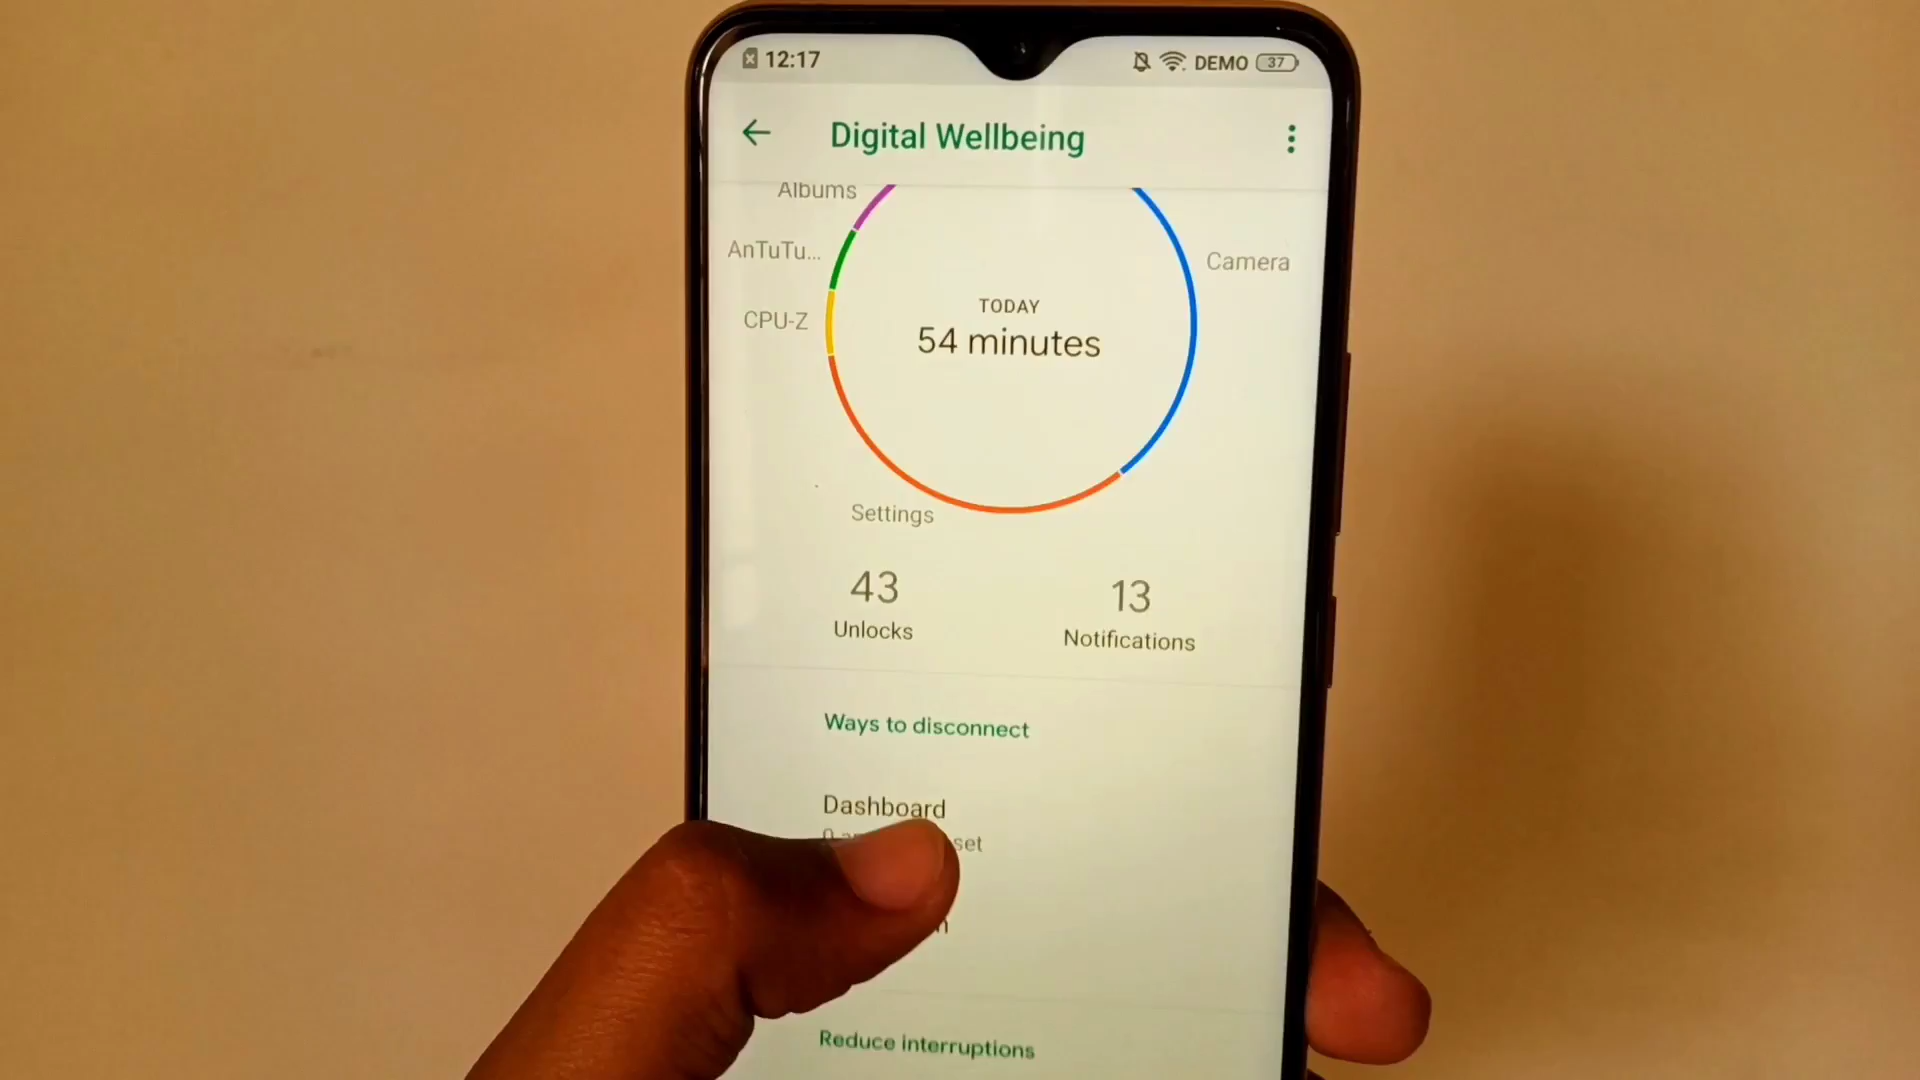 12:17 DEMO 37
Digital Wellbeing
Albums
AnTuTu...
Camera
TODAY
CPU-Z
54 minutes
Settings
43 13
Unlocks Notifications
Ways to disconnect
Dashboard
set
Reduce interruptions